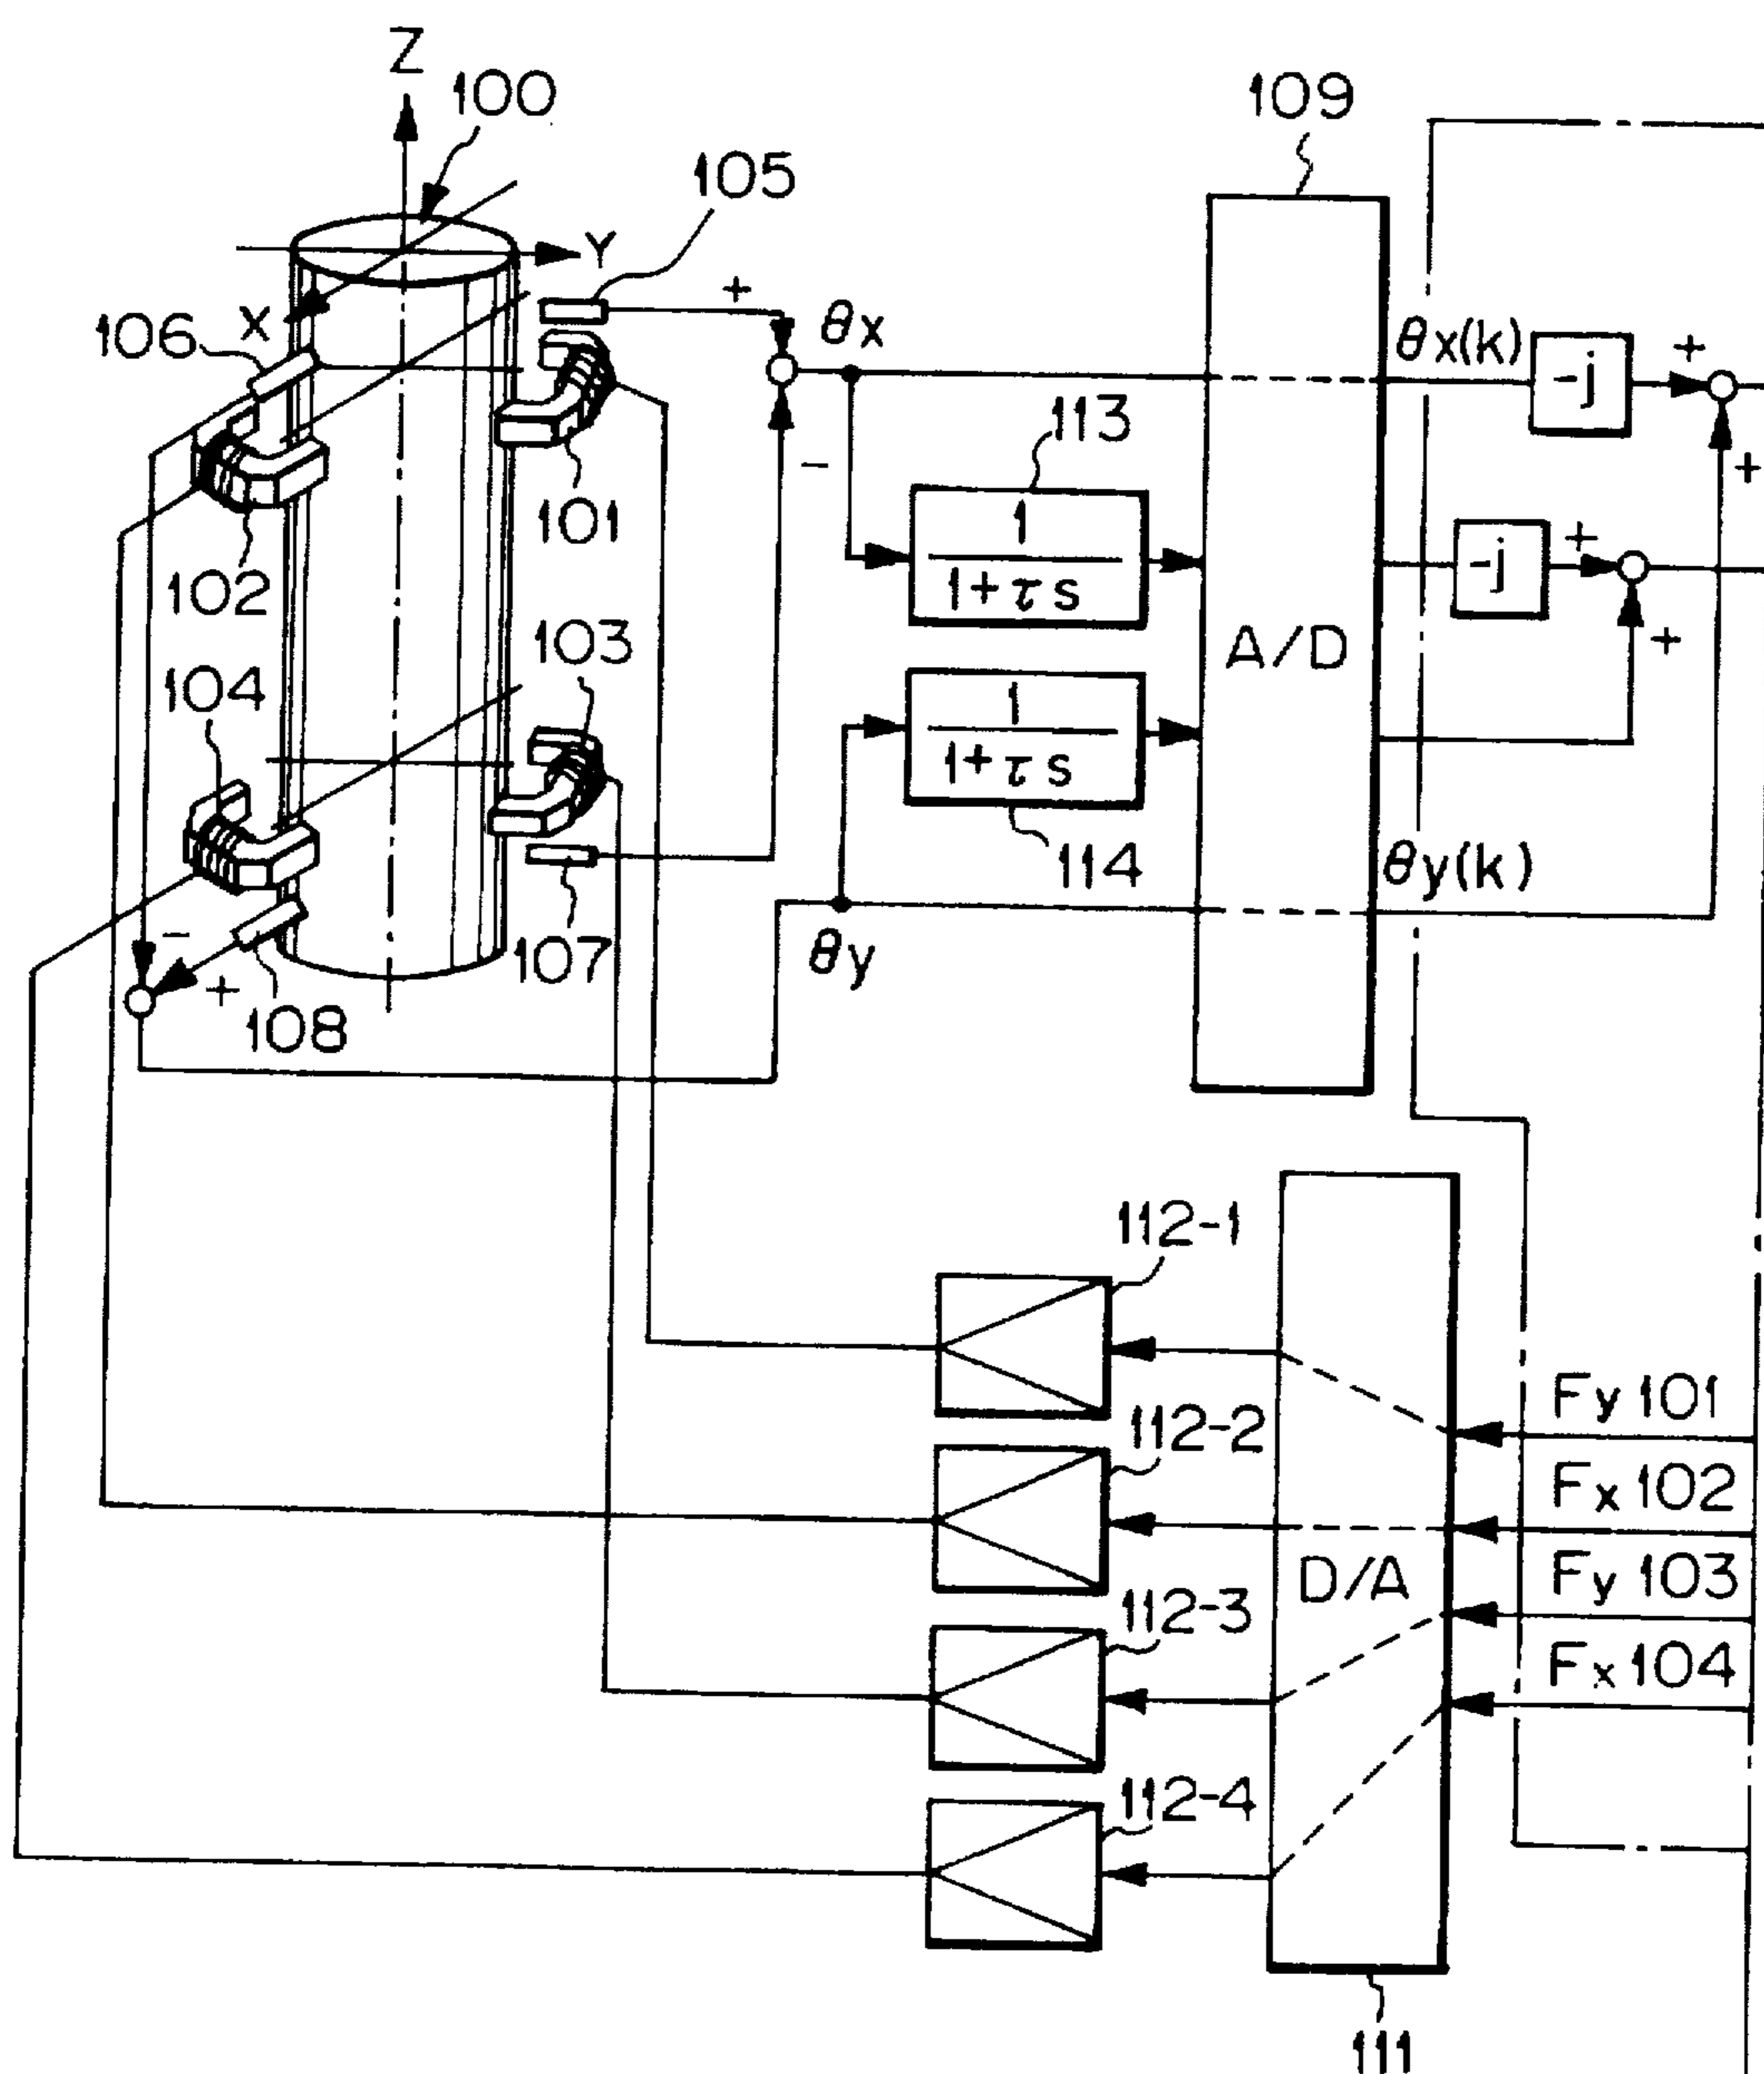 Z
100
109
105
Y
+
X
106
θx
θx(k)
-j
+
+
113
-
101
1
1+τs
-j
+
+
102
A/D
103
104
1
1+τs
114
θy(k)
-
+
107
θy
108
112-1
Fy 101
112-2
Fx 102
D/A
Fy 103
112-3
Fx 104
112-4
111